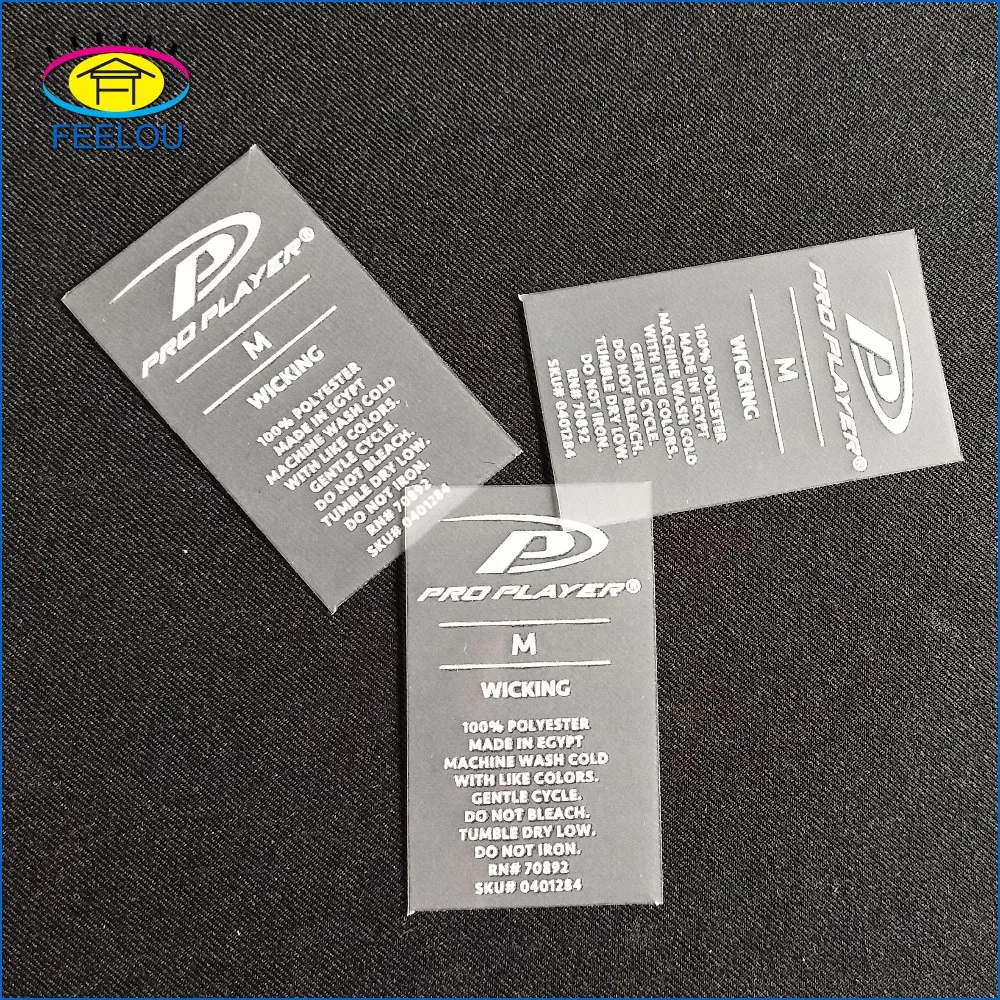 FEELOU
P
PRO PLAYER®
M
WICKING
100% POLYESTER
MADE IN EGYPT
MACHINE WASH COLD
WITH LIKE COLORS.
GENTLE CYCLE.
DO NOT BLEACH.
TUMBLE DRY LOW.
DO NOT IRON.
RN# 70892
SKU# 0401284
P
PRO PLAYER®
M
WICKING
100% POLYESTER
MADE IN EGYPT
MACHINE WASH COLD
WITH LIKE COLORS.
GENTLE CYCLE.
DO NOT BLEACH.
TUMBLE DRY LOW.
DO NOT IRON.
RN# 70892
SKU# 0401284
P
PRO PLAYER®
M
WICKING
100% POLYESTER
MADE IN EGYPT
MACHINE WASH COLD
WITH LIKE COLORS.
GENTLE CYCLE.
DO NOT BLEACH.
TUMBLE DRY LOW.
DO NOT IRON.
RN# 70892
SKU# 0401284